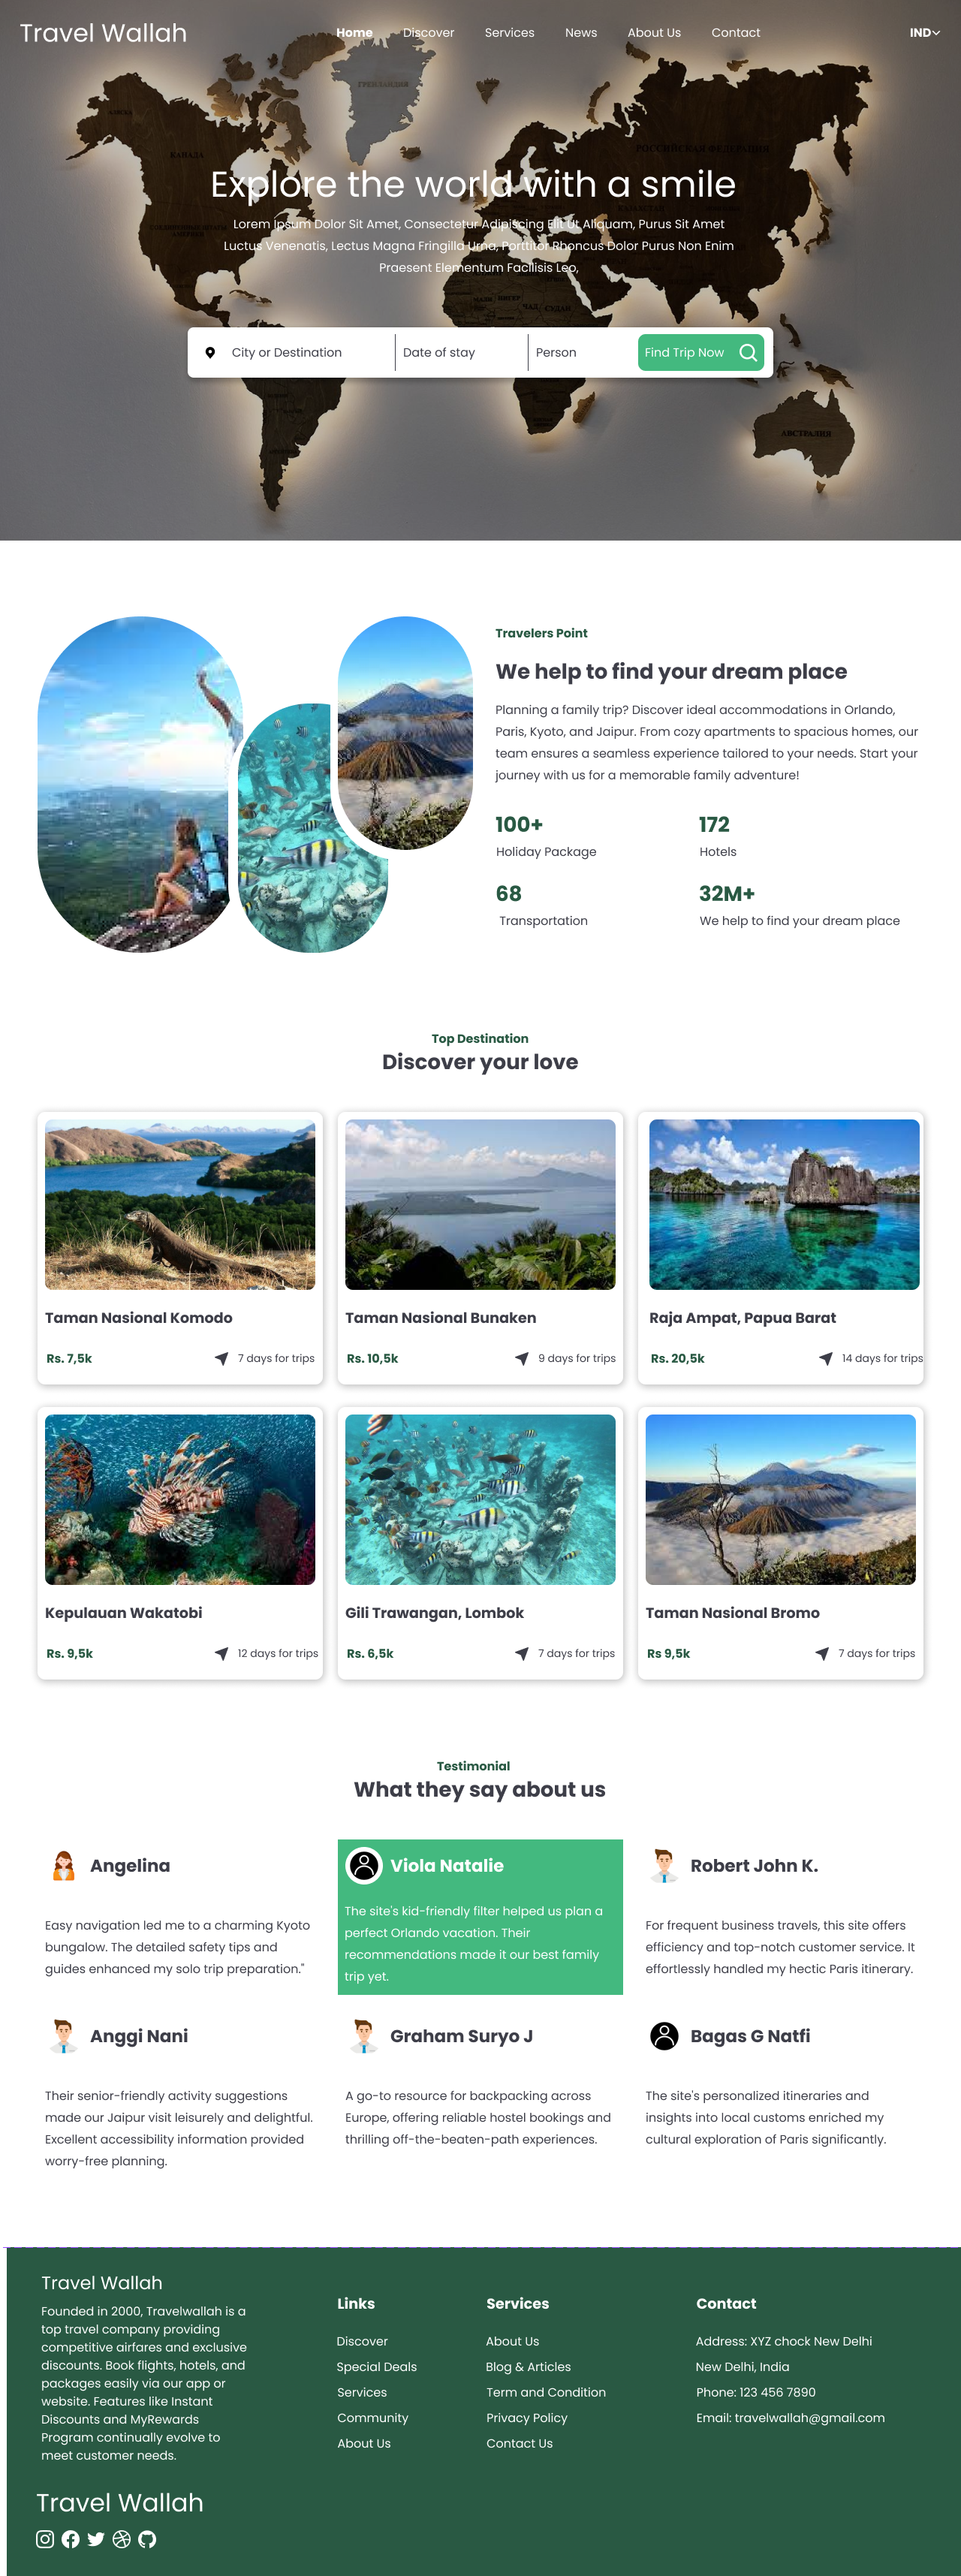 Travel Wallah
Home Discover Services News About Us Contact
IND
ГРЕНЛАНДИЯ
КАНАДА
РОССИЙСКАЯ ФЕДЕРАЦИЯ
Explore the world with a smile
Lorem Ipsum Dolor Sit Amet, Consectetur Adipiscing Elit Ut Aliquam, Purus Sit Amet
Luctus Venenatis, Lectus Magna Fringilla Urna, Porttitor Rhoncus Dolor Purus Non Enim
Praesent Elementum Facilisis Leo,
НИГЕР
ЧАД
СУДАН
City or Destination
Date of stay
Person
Find Trip Now
АВСТРАЛИЯ
Travelers Point
We help to find your dream place
Planning a family trip? Discover ideal accommodations in Orlando,
Paris, Kyoto, and Jaipur. From cozy apartments to spacious homes, our
team ensures a seamless experience tailored to your needs. Start your
journey with us for a memorable family adventure!
100+
Holiday Package
172
Hotels
68
Transportation
32M+
We help to find your dream place
Top Destination
Discover your love
Taman Nasional Komodo
Rs. 7,5k
7 days for trips
Taman Nasional Bunaken
Rs. 10,5k
9 days for trips
Raja Ampat, Papua Barat
Rs. 20,5k
14 days for trips
Kepulauan Wakatobi
Rs. 9,5k
12 days for trips
Gili Trawangan, Lombok
Rs. 6,5k
7 days for trips
Taman Nasional Bromo
Rs 9,5k
7 days for trips
Testimonial
What they say about us
Angelina
Easy navigation led me to a charming Kyoto
bungalow. The detailed safety tips and
guides enhanced my solo trip preparation."
Viola Natalie
The site's kid-friendly filter helped us plan a
perfect Orlando vacation. Their
recommendations made it our best family
trip yet.
Robert John K.
For frequent business travels, this site offers
efficiency and top-notch customer service. It
effortlessly handled my hectic Paris itinerary.
Anggi Nani
Their senior-friendly activity suggestions
made our Jaipur visit leisurely and delightful.
Excellent accessibility information provided
worry-free planning.
Graham Suryo J
A go-to resource for backpacking across
Europe, offering reliable hostel bookings and
thrilling off-the-beaten-path experiences.
Bagas G Natfi
The site's personalized itineraries and
insights into local customs enriched my
cultural exploration of Paris significantly.
Travel Wallah
Founded in 2000, Travelwallah is a
top travel company providing
competitive airfares and exclusive
discounts. Book flights, hotels, and
packages easily via our app or
website. Features like Instant
Discounts and MyRewards
Program continually evolve to
meet customer needs.
Links
Discover
Special Deals
Services
Community
About Us
Services
About Us
Blog & Articles
Term and Condition
Privacy Policy
Contact Us
Contact
Address: XYZ chock New Delhi
New Delhi, India
Phone: 123 456 7890
Email: travelwallah@gmail.com
Travel Wallah